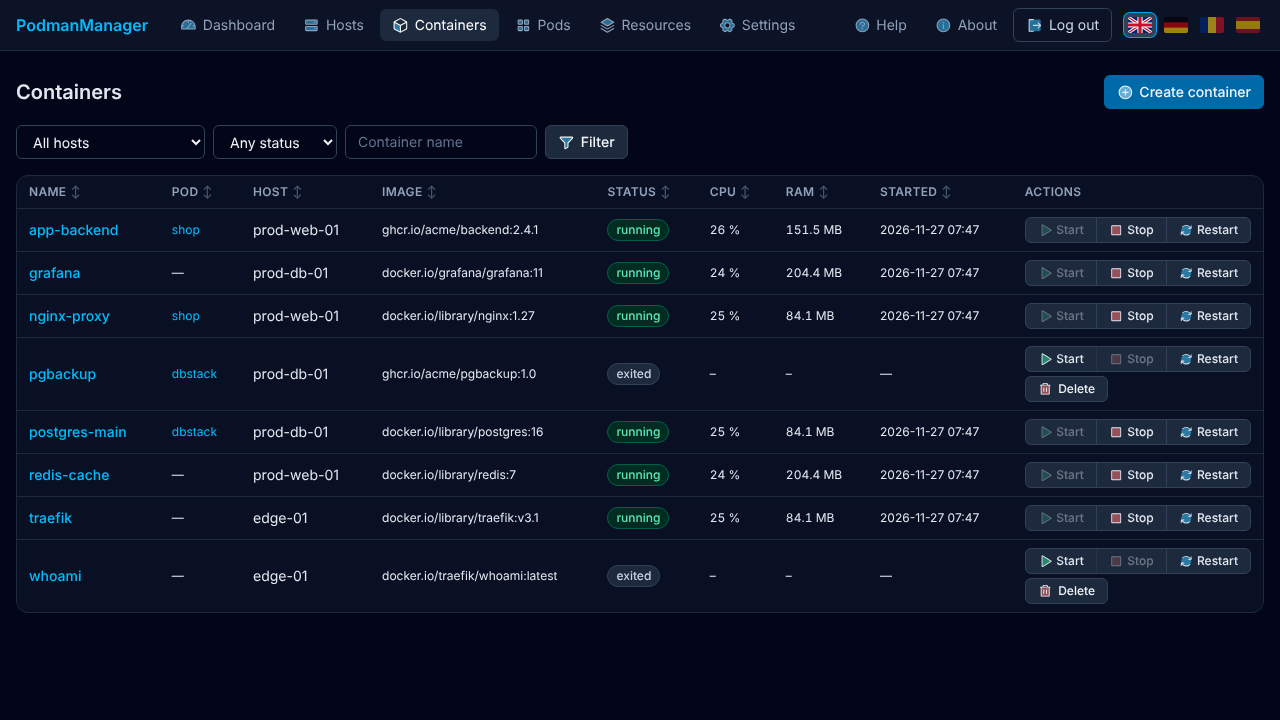 PodmanManager Dashboard Hosts Containers Pods Resources Settings Help About Log out
Containers
Create container
All hosts Any status Container name Filter
NAME POD HOST IMAGE STATUS CPU RAM STARTED ACTIONS
app-backend shop prod-web-01 ghcr.io/acme/backend:2.4.1 running 26 % 151.5 MB 2026-11-27 07:47 Start Stop Restart
grafana — prod-db-01 docker.io/grafana/grafana:11 running 24 % 204.4 MB 2026-11-27 07:47 Start Stop Restart
nginx-proxy shop prod-web-01 docker.io/library/nginx:1.27 running 25 % 84.1 MB 2026-11-27 07:47 Start Stop Restart
pgbackup dbstack prod-db-01 ghcr.io/acme/pgbackup:1.0 exited – – — Start Stop Restart
Delete
postgres-main dbstack prod-db-01 docker.io/library/postgres:16 running 25 % 84.1 MB 2026-11-27 07:47 Start Stop Restart
redis-cache — prod-web-01 docker.io/library/redis:7 running 24 % 204.4 MB 2026-11-27 07:47 Start Stop Restart
traefik — edge-01 docker.io/library/traefik:v3.1 running 25 % 84.1 MB 2026-11-27 07:47 Start Stop Restart
whoami — edge-01 docker.io/traefik/whoami:latest exited – – — Start Stop Restart
Delete